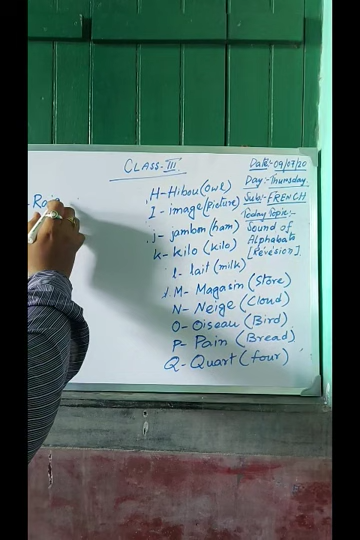 CLASS-III
Date:-09/07/20
Day:-Thursday
Sub:-FRENCH
Today Topic:-
Sound of
Alphabate
[Revision]
H-Hibou(Owl)
I-image(picture)
J-jambon(ham)
K-kilo(kilo)
l-lait(milk)
M-Magasin(Store)
N-Neige(Cloud)
O-Oiseau(Bird)
P-Pain(Bread)
Q-Quart(four)